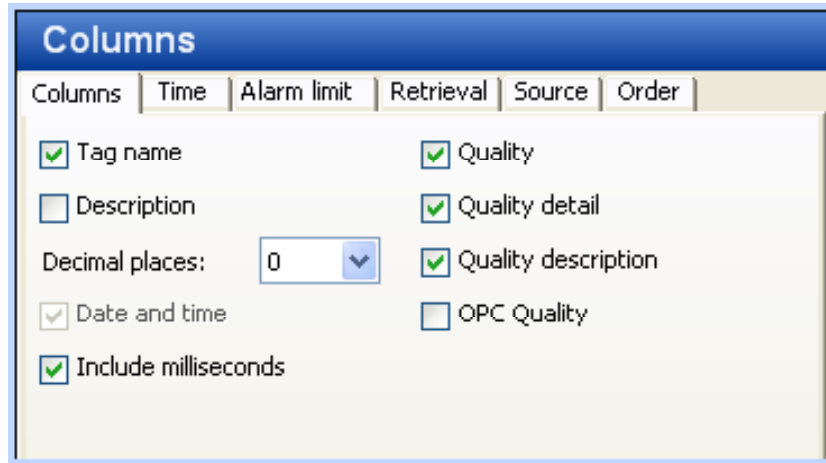 Columns
Columns Time Alarm limit Retrieval Source Order
Tag name
Quality
Description
Quality detail
Decimal places: 0
Quality description
Date and time
OPC Quality
Include milliseconds